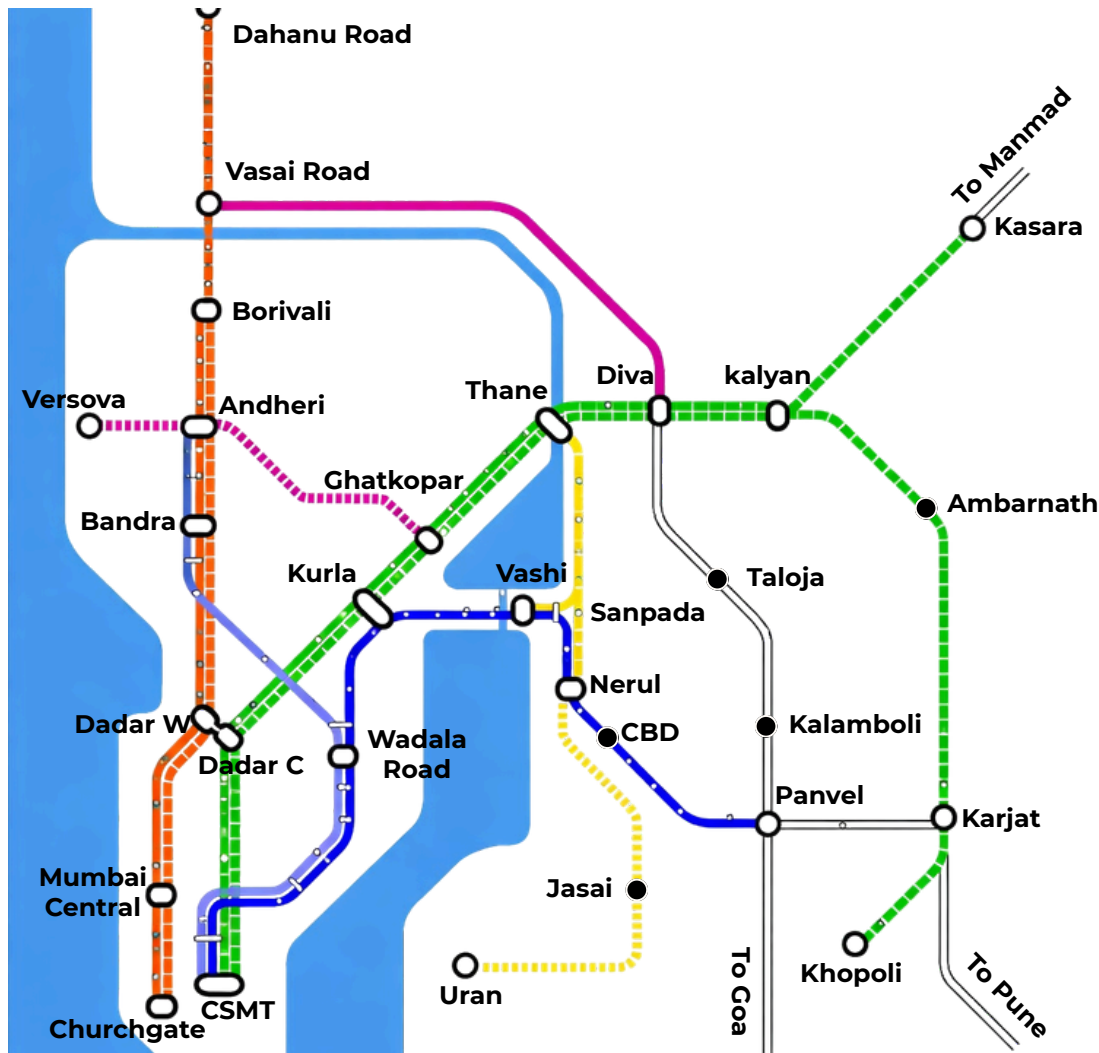 Dahanu Road
To Manmad
Vasai Road
Kasara
Borivali
Thane
Diva
kalyan
Versova
Andheri
Ghatkopar
Ambarnath
Bandra
Kurla
Vashi
Taloja
Sanpada
Nerul
Dadar W
CBD
Kalamboli
Wadala
Road
Dadar C
Panvel
Karjat
Mumbai
Central
Jasai
To Goa
Khopoli
To Pune
Uran
CSMT
Churchgate